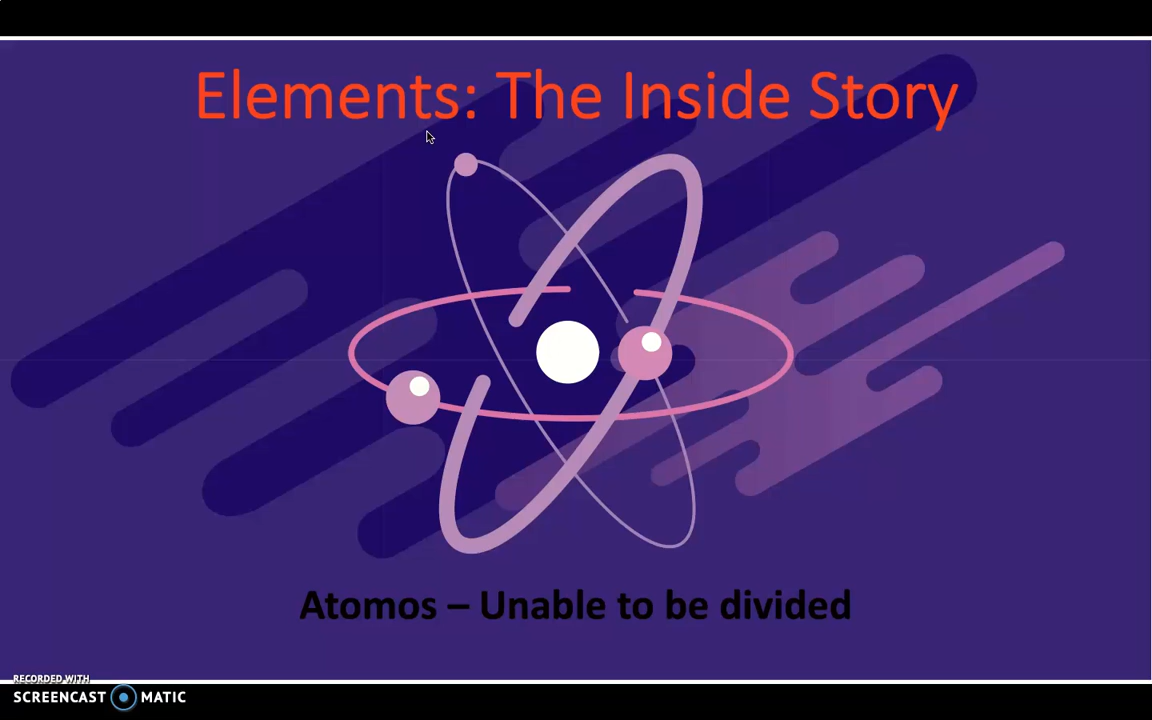 Elements: The Inside Story
Atomos – Unable to be divided
RECORDED WITH
SCREENCAST MATIC